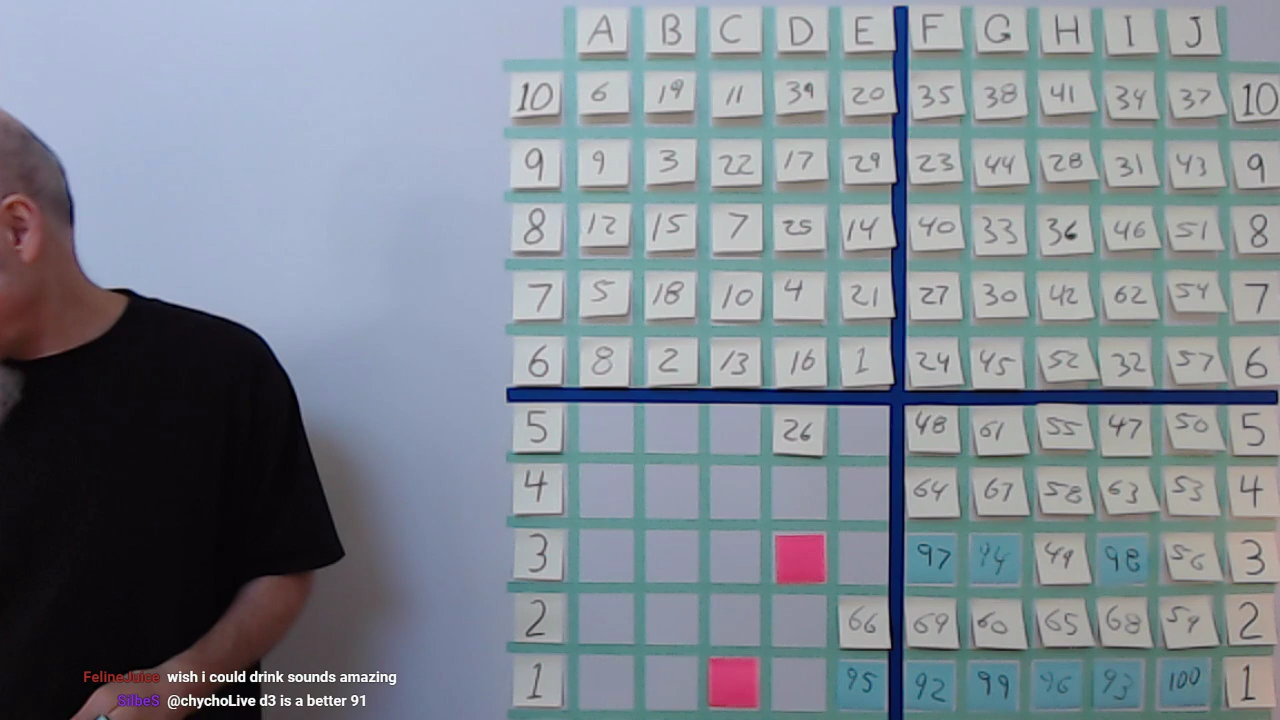 A B C D E F G H I J
10 6 19 11 39 20 35 38 41 34 37 10
9 9 3 22 17 29 23 44 28 31 43 9
8 12 15 7 25 14 40 33 36 46 51 8
7 5 18 10 4 21 27 30 42 62 54 7
6 8 2 13 16 1 24 45 52 32 57 6
5 26 48 61 55 47 50 5
4 64 67 58 63 53 4
3 97 94 49 98 56 3
2 66 69 60 65 68 59 2
1 95 92 99 96 93 100 1
FelineJuice wish i could drink sounds amazing
SilbeS @chychoLive d3 is a better 91